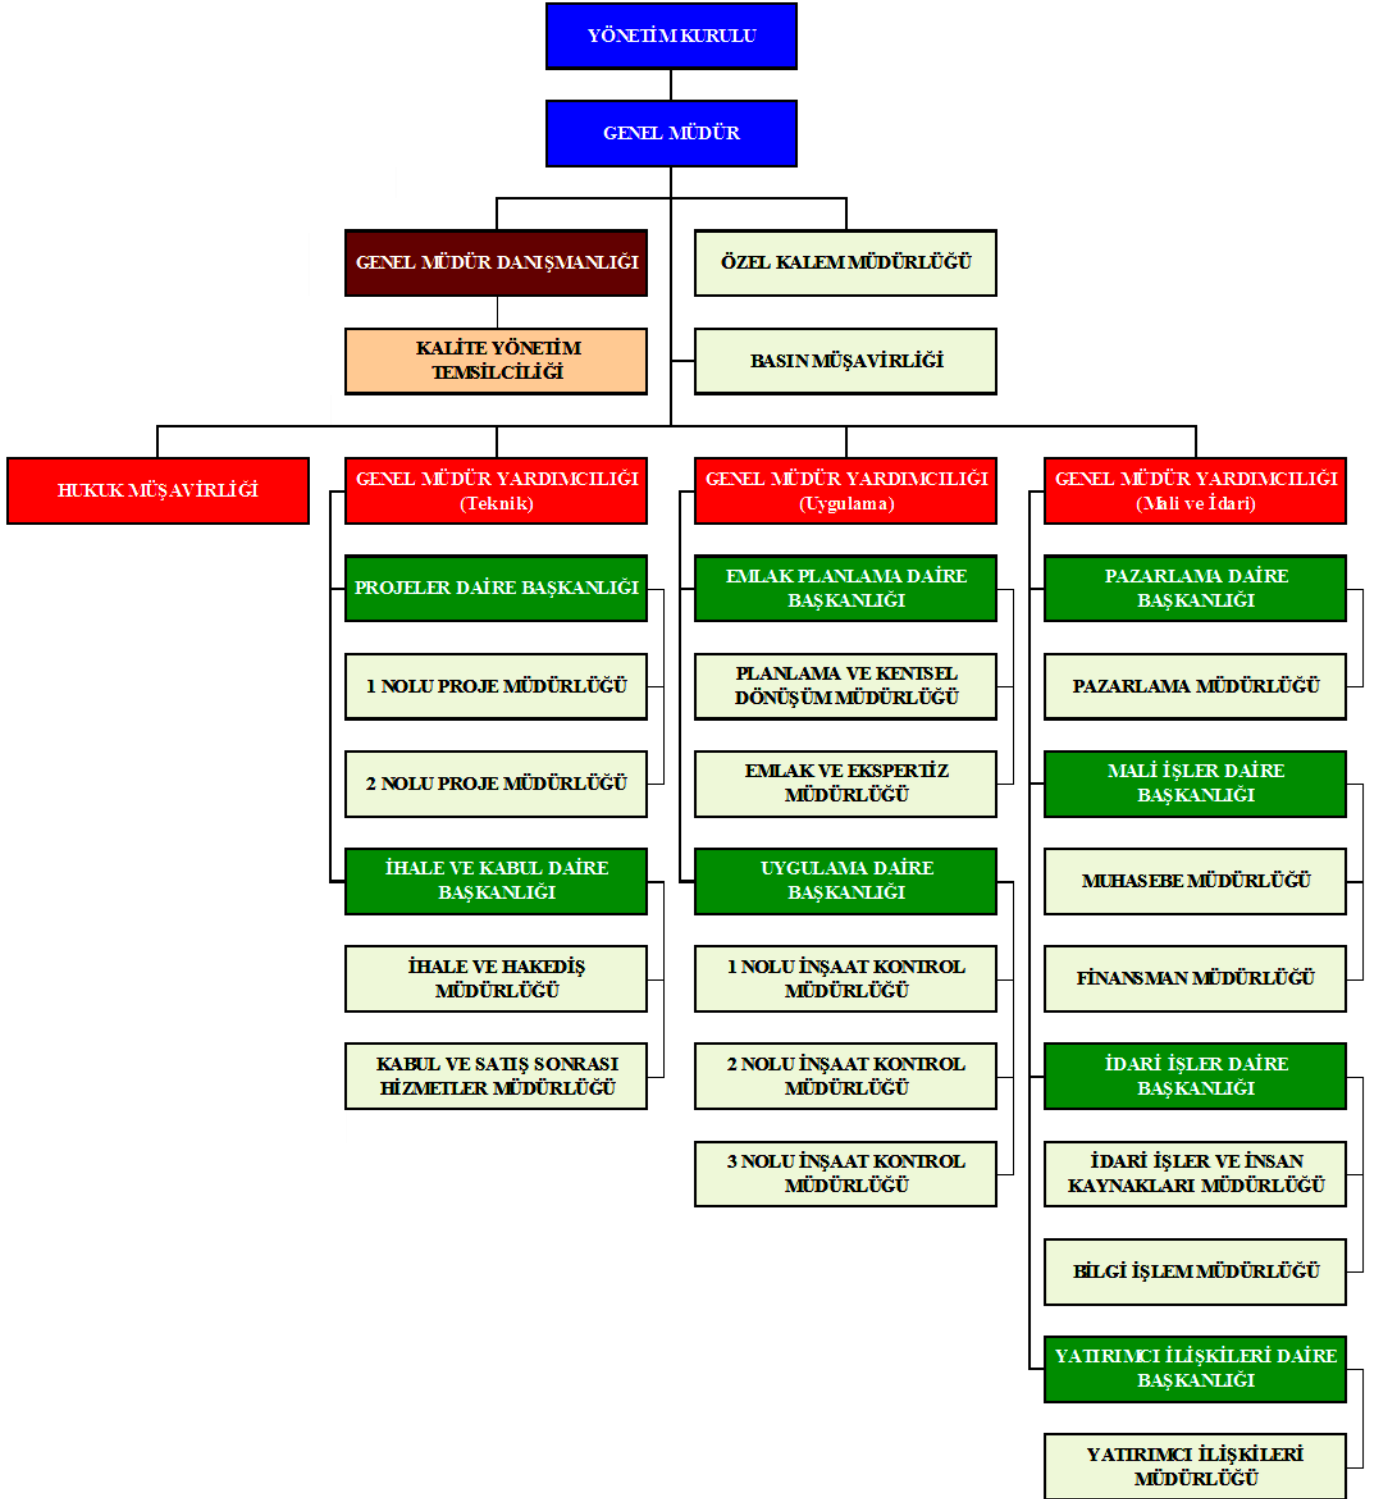 YÖNETİM KURULU
GENEL MÜDÜR
GENEL MÜDÜR DANIŞMANLIĞI
ÖZEL KALEM MÜDÜRLÜĞÜ
KALİTE YÖNETİM
TEMSİLCİLİĞİ
BASIN MÜŞAVİRLİĞİ
HUKUK MÜŞAVİRLİĞİ
GENEL MÜDÜR YARDIMCILIĞI
(Teknik)
PROJELER DAİRE BAŞKANLIĞI
1 NOLU PROJE MÜDÜRLÜĞÜ
2 NOLU PROJE MÜDÜRLÜĞÜ
İHALE VE KABUL DAİRE
BAŞKANLIĞI
İHALE VE HAKEDİŞ
MÜDÜRLÜĞÜ
KABUL VE SATIŞ SONRASI
HİZMETLER MÜDÜRLÜĞÜ
GENEL MÜDÜR YARDIMCILIĞI
(Uygulama)
EMLAK PLANLAMA DAİRE
BAŞKANLIĞI
PLANLAMA VE KENTSEL
DÖNÜŞÜM MÜDÜRLÜĞÜ
EMLAK VE EKSPERTİZ
MÜDÜRLÜĞÜ
UYGULAMA DAİRE
BAŞKANLIĞI
1 NOLU İNŞAAT KONTROL
MÜDÜRLÜĞÜ
2 NOLU İNŞAAT KONTROL
MÜDÜRLÜĞÜ
3 NOLU İNŞAAT KONTROL
MÜDÜRLÜĞÜ
GENEL MÜDÜR YARDIMCILIĞI
(Mali ve İdari)
PAZARLAMA DAİRE
BAŞKANLIĞI
PAZARLAMA MÜDÜRLÜĞÜ
MALİ İŞLER DAİRE
BAŞKANLIĞI
MUHASEBE MÜDÜRLÜĞÜ
FİNANSMAN MÜDÜRLÜĞÜ
İDARİ İŞLER DAİRE
BAŞKANLIĞI
İDARİ İŞLER VE İNSAN
KAYNAKLARI MÜDÜRLÜĞÜ
BİLGİ İŞLEM MÜDÜRLÜĞÜ
YATIRIMCI İLİŞKİLERİ DAİRE
BAŞKANLIĞI
YATIRIMCI İLİŞKİLERİ
MÜDÜRLÜĞÜ